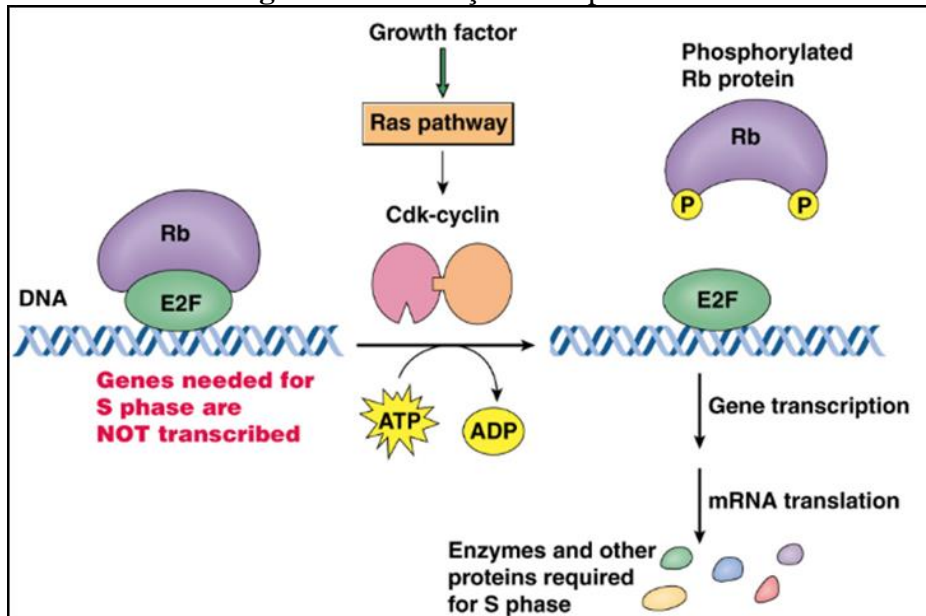 Growth factor
Ras pathway
Cdk-cyclin
Phosphorylated
Rb protein
Rb
P
P
Rb
E2F
DNA
E2F
Genes needed for
S phase are
NOT transcribed
ATP
ADP
Gene transcription
mRNA translation
Enzymes and other
proteins required
for S phase